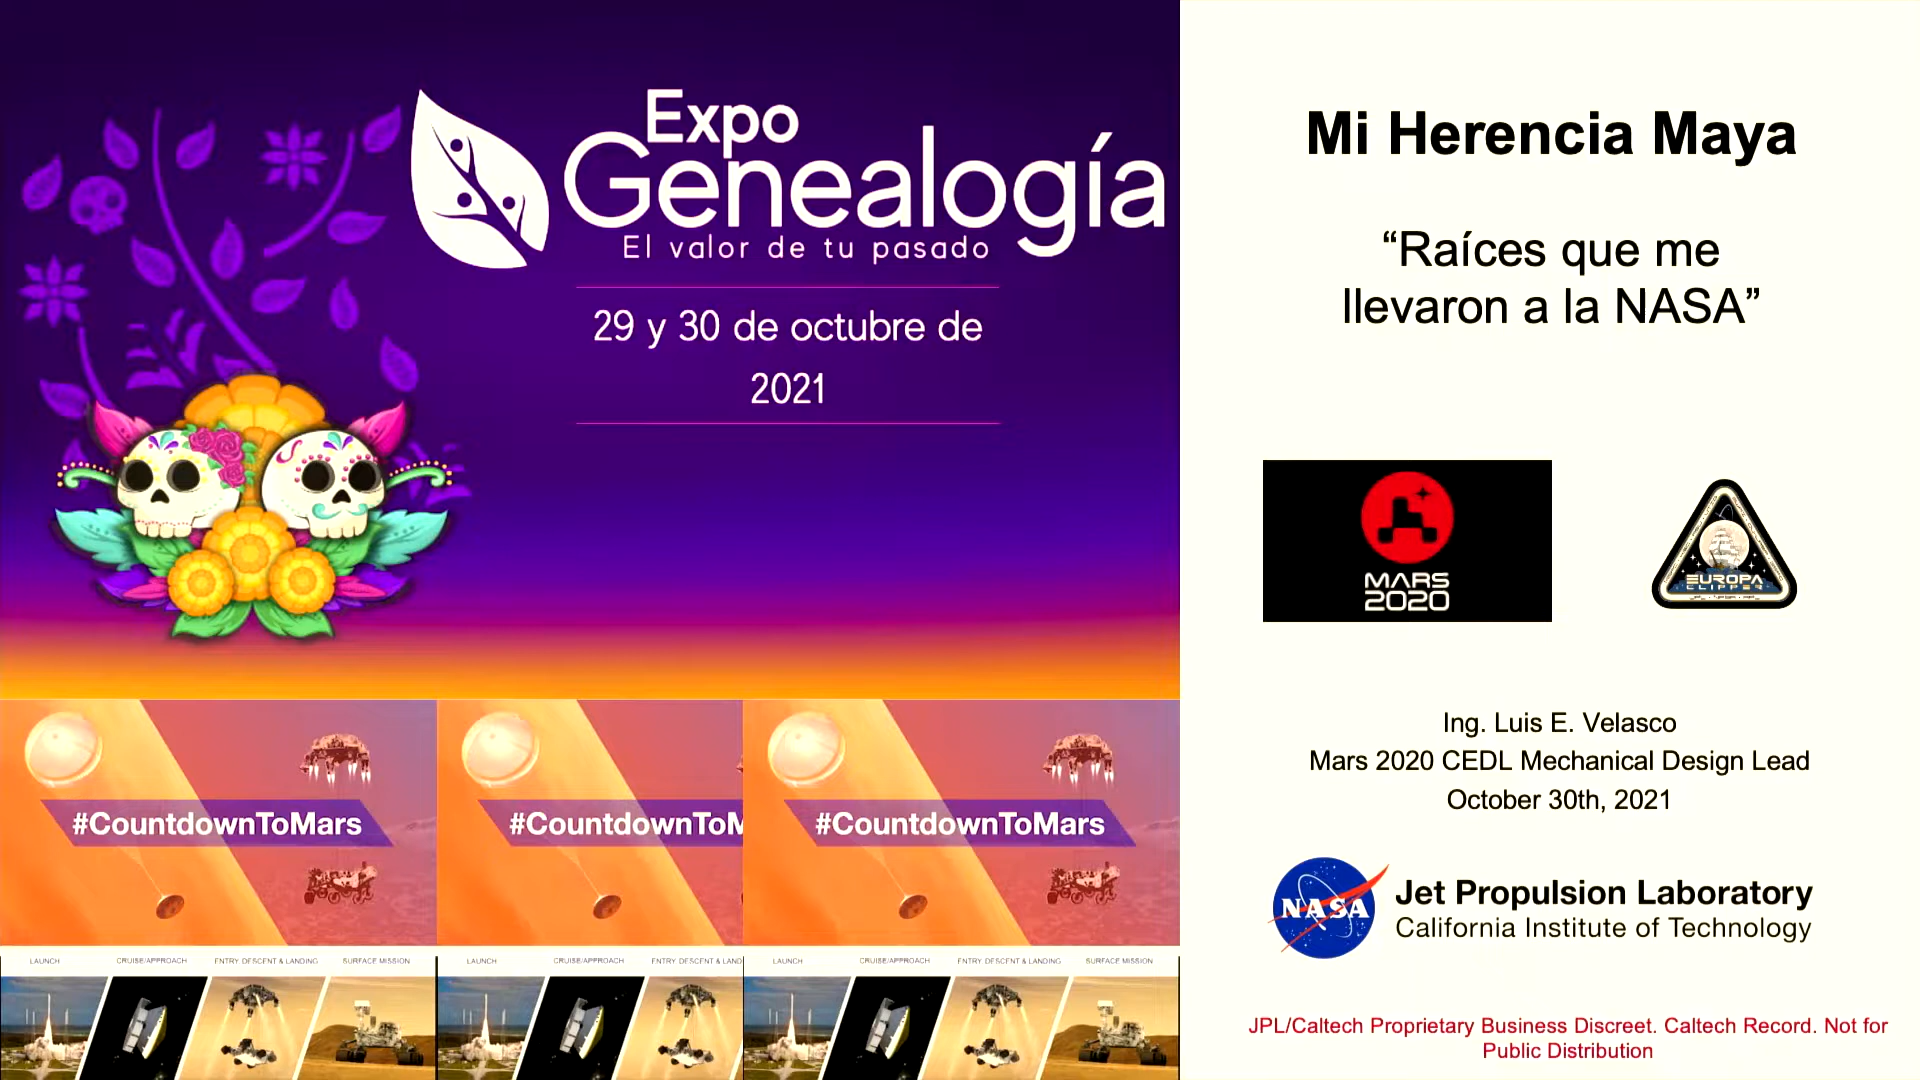 Expo
Genealogía
El valor de tu pasado
29 y 30 de octubre de
2021
#CountdownToMars
#CountdownToM
#CountdownToMars
LAUNCH
CRUISE/APPROACH
ENTRY DESCENT & LANDING
SURFACE MISSION
LAUNCH
CRUISE/APPROACH
ENTRY DESCENT & LAND
LAUNCH
CRUISE/APPROACH
ENTRY DESCENT & LANDING
SURFACE MISSION
Mi Herencia Maya
“Raíces que me
llevaron a la NASA”
MARS
2020
EUROPA
CLIPPER
Ing. Luis E. Velasco
Mars 2020 CEDL Mechanical Design Lead
October 30th, 2021
NASA
Jet Propulsion Laboratory
California Institute of Technology
JPL/Caltech Proprietary Business Discreet. Caltech Record. Not for
Public Distribution